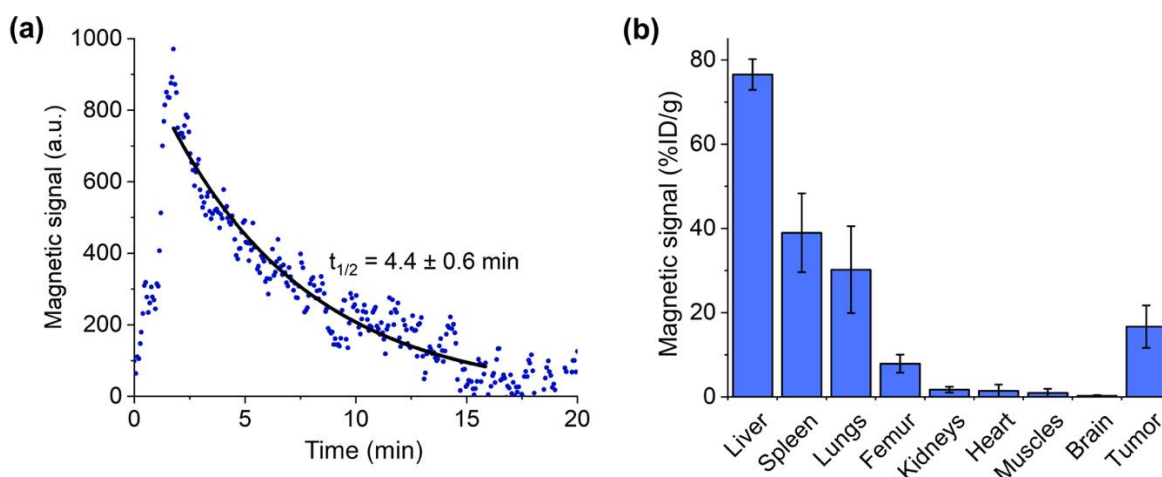 (a)
Magnetic signal (a.u.)
1000
800
600
400
200
0
t1/2 = 4.4 ± 0.6 min
0 5 10 15 20
Time (min)
(b)
Magnetic signal (%ID/g)
80
60
40
20
0
Liver
Spleen
Lungs
Femur
Kidneys
Heart
Muscles
Brain
Tumor